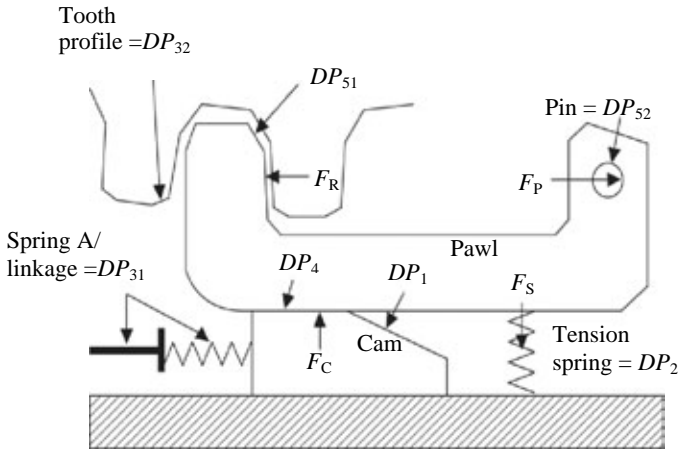 Tooth
profile =DP32
DP51
Pin = DP52
FR
FP
Spring A/
linkage =DP31
Pawl
DP4
DP1
FS
FC
Cam
Tension
spring = DP2